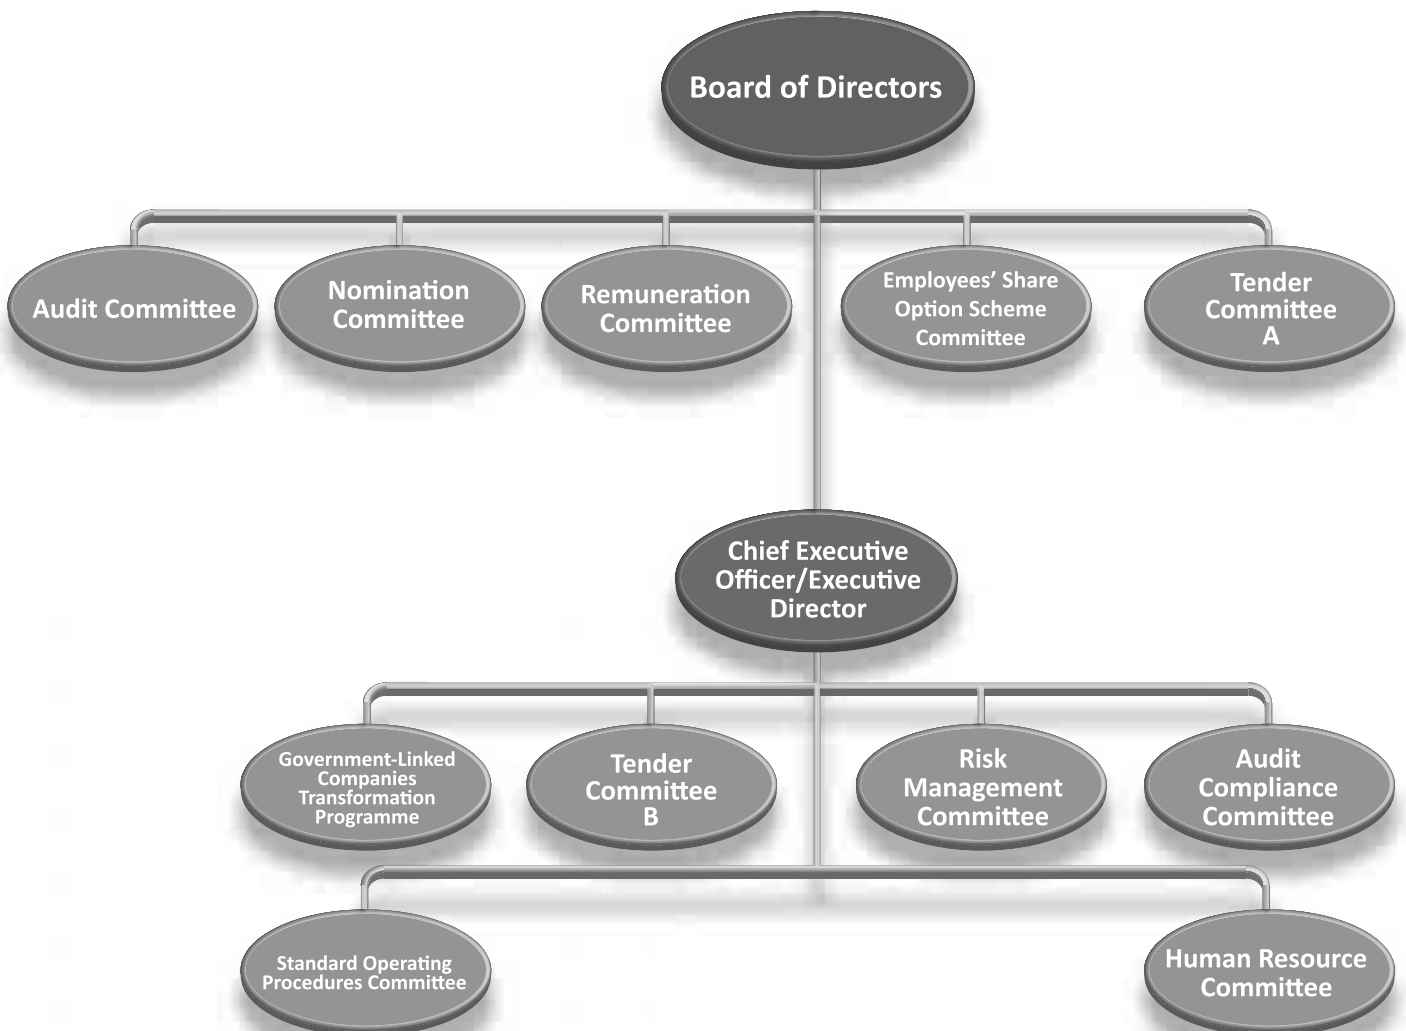 Board of Directors
Audit Committee
Nomination
Committee
Remuneration
Committee
Employees’ Share
Option Scheme
Committee
Tender
Committee
A
Chief Executive
Officer/Executive
Director
Government-Linked
Companies
Transformation
Programme
Tender
Committee
B
Risk
Management
Committee
Audit
Compliance
Committee
Standard Operating
Procedures Committee
Human Resource
Committee